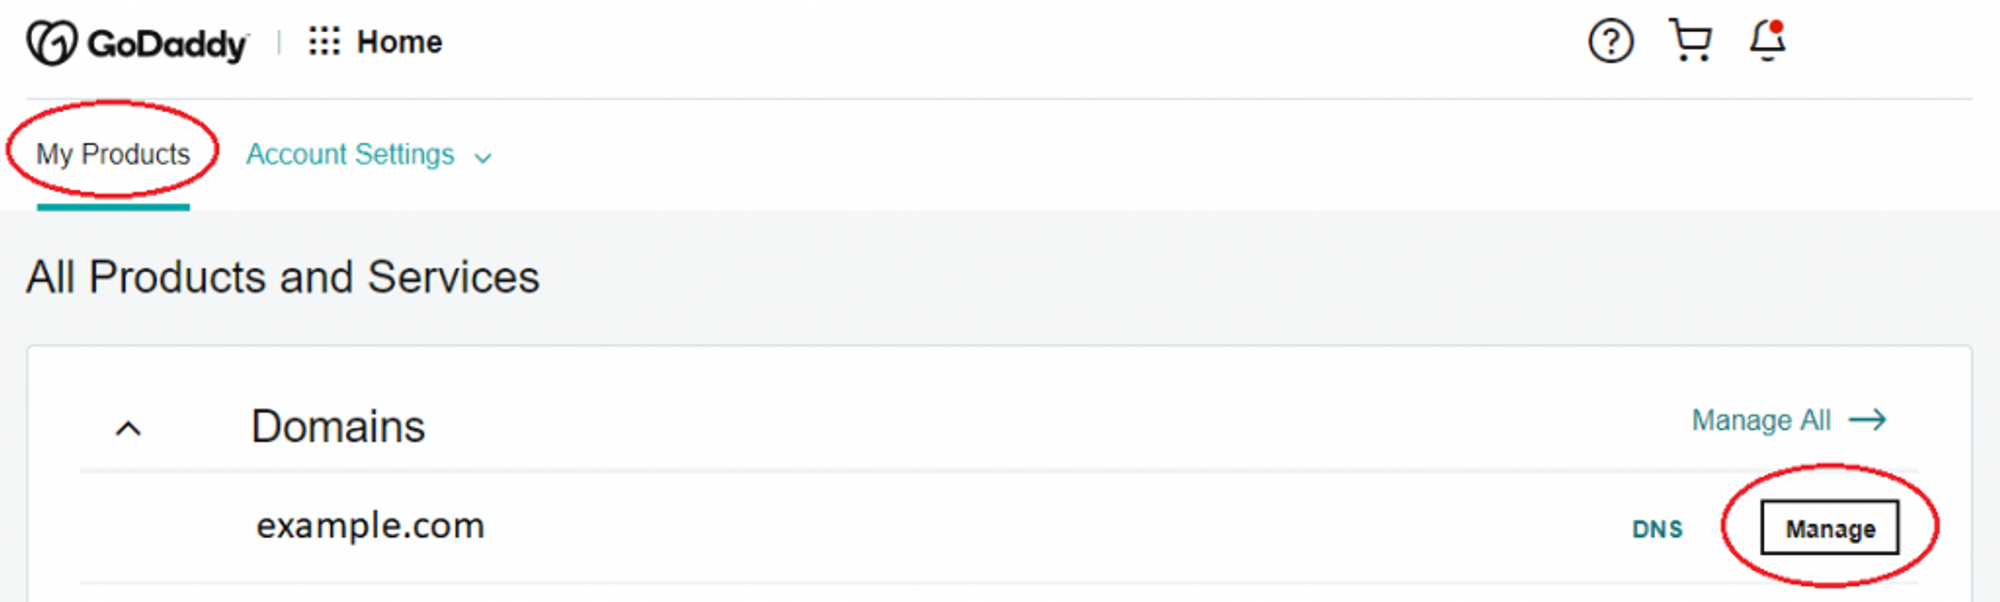 GoDaddy Home
My Products Account Settings
All Products and Services
Domains Manage All
example.com DNS Manage